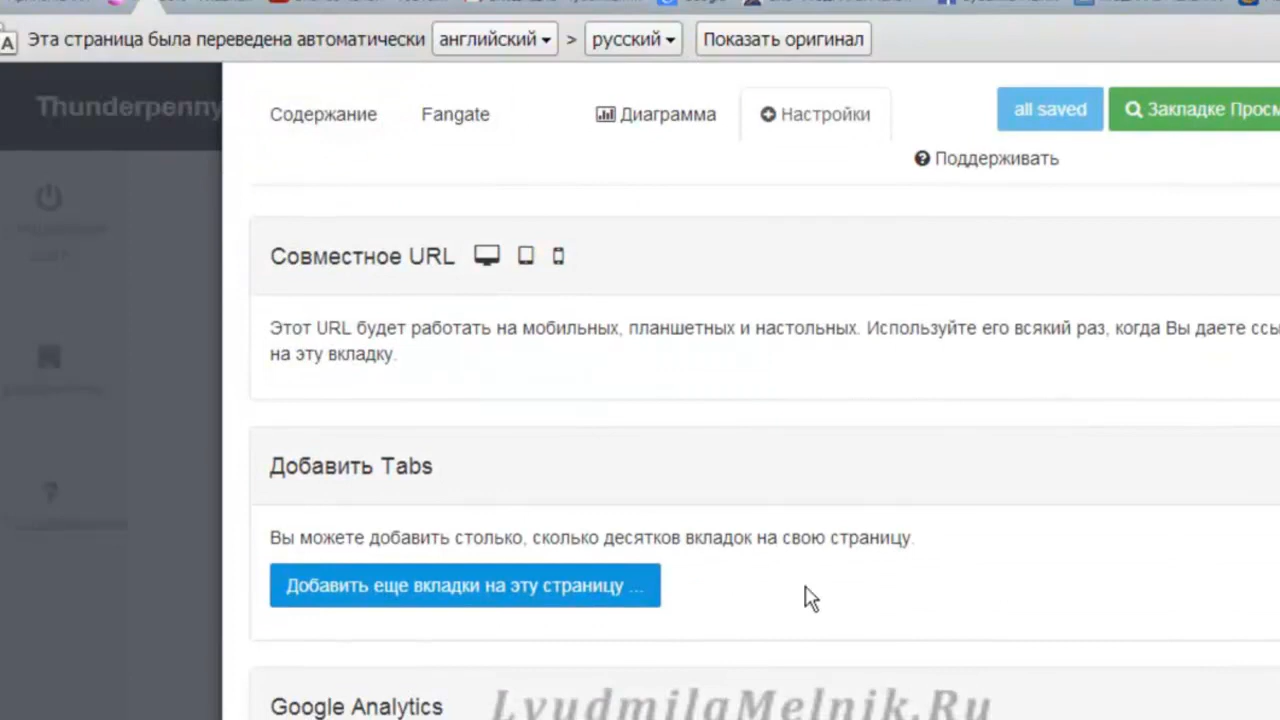 Эта страница была переведена автоматически английский > русский Показать оригинал
Thunderpenny
Содержание Fangate Диаграмма Настройки all saved Закладке
Поддерживать
Совместное URL
Этот URL будет работать на мобильных, планшетных и настольных. Используйте его всякий раз, когда Вы даете
на эту вкладку.
Добавить Tabs
Вы можете добавить столько, сколько десятков вкладок на свою страницу.
Добавить еще вкладки на эту страницу ...
Google Analytics
LyudmilaMelnik.Ru